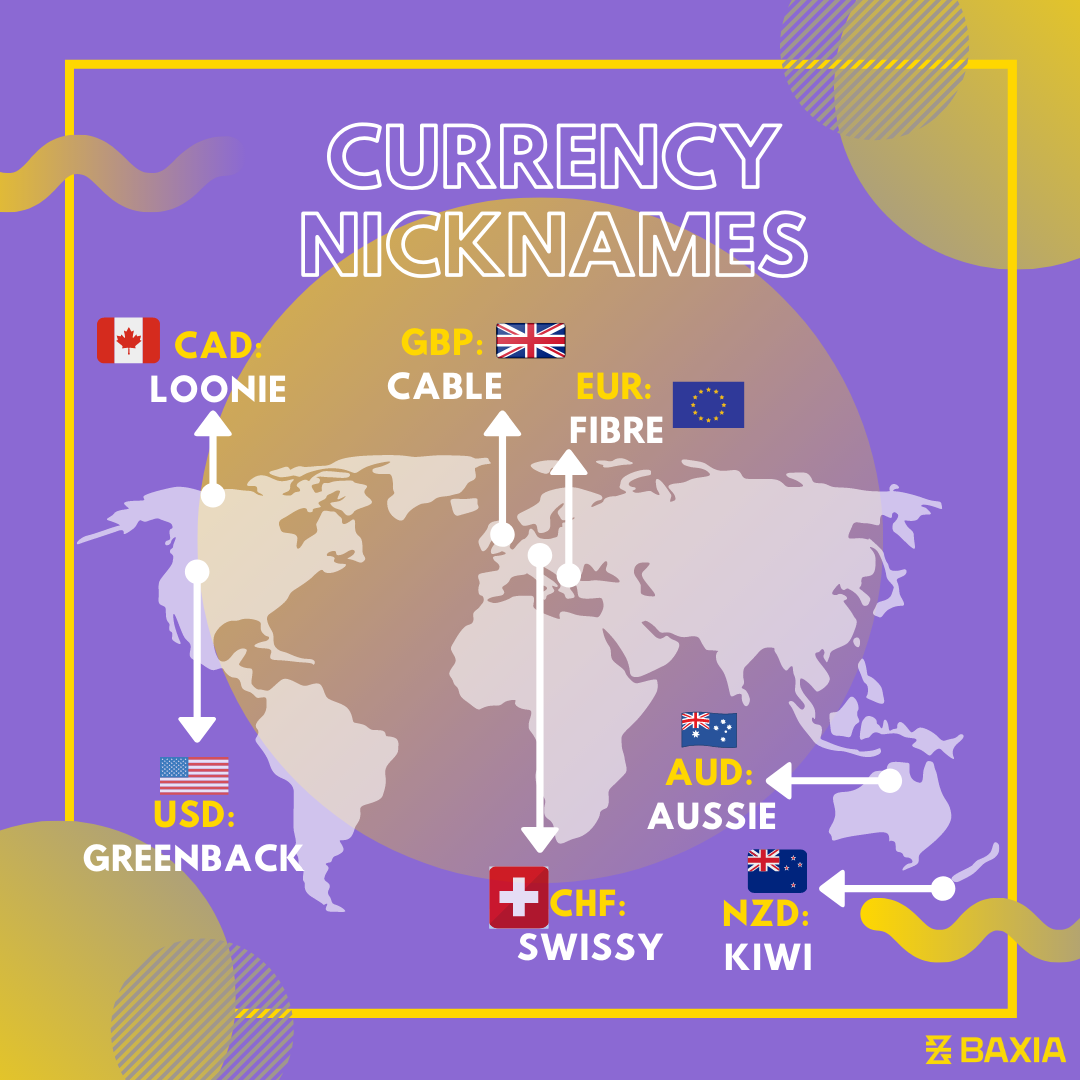 CURRENCY
NICKNAMES
CAD:
LOONIE
GBP:
CABLE
EUR:
FIBRE
USD:
GREENBACK
CHF:
SWISSY
AUD:
AUSSIE
NZD:
KIWI
BAXIA